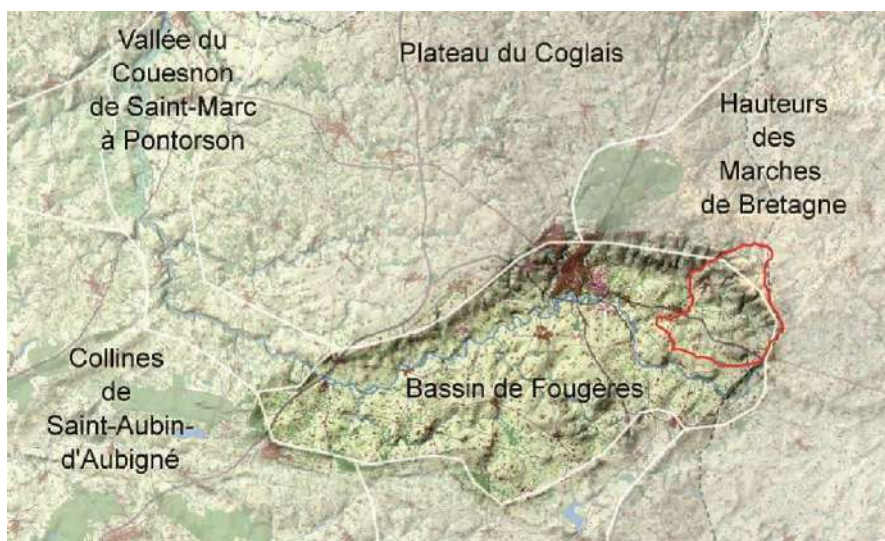 Vallée du
Couesnon
de Saint-Marc
à Pontorson
Plateau du Coglais
Hauteurs
des
Marches
de Bretagne
Collines
de
Saint-Aubin-
d'Aubigné
Bassin de Fougères